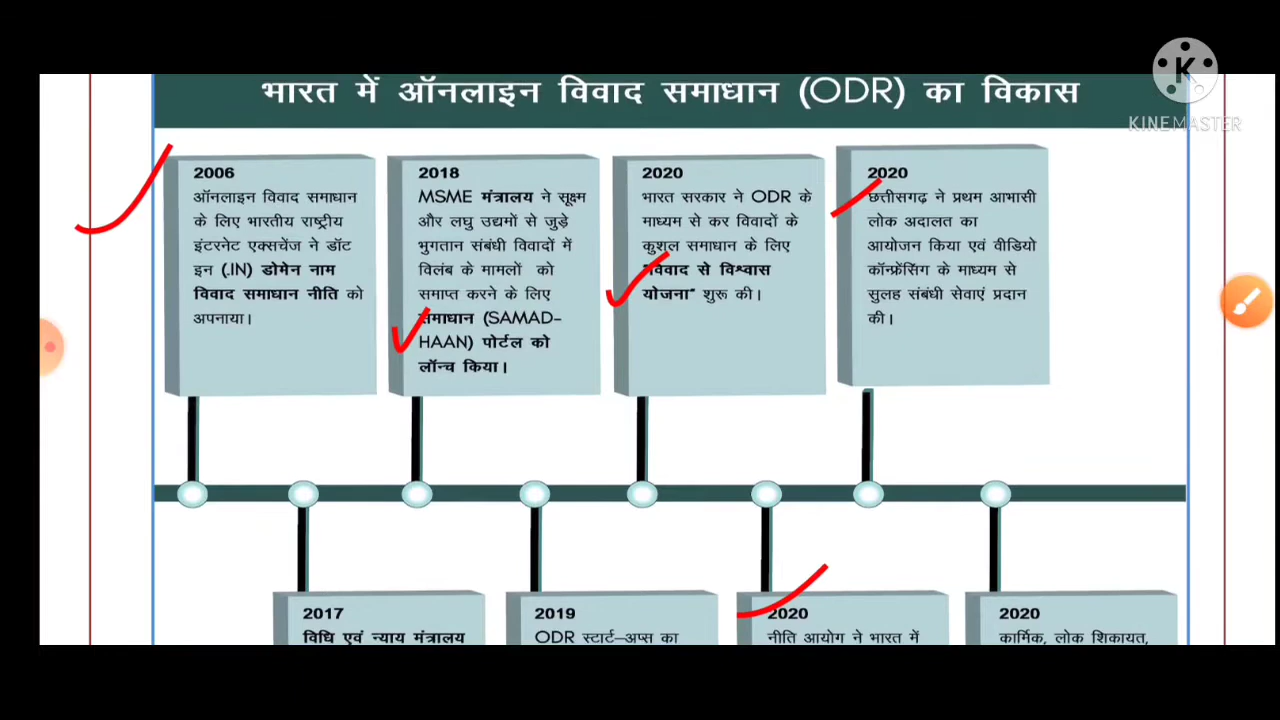 भारत में ऑनलाइन विवाद समाधान (ODR) का विकास
KINEMASTER
2006
ऑनलाइन विवाद समाधान
के लिए भारतीय राष्ट्रीय
इंटरनेट एक्सचेंज ने डॉट
इन (.IN) डोमेन नाम
विवाद समाधान नीति को
अपनाया।
2018
MSME मंत्रालय ने सूक्ष्म
और लघु उद्यमों से जुड़े
भुगतान संबंधी विवादों में
विलंब के मामलों को
समाप्त करने के लिए
समाधान (SAMAD-
HAAN) पोर्टल को
लॉन्च किया।
2020
भारत सरकार ने ODR के
माध्यम से कर विवादों के
कुशल समाधान के लिए
"विवाद से विश्वास
योजना" शुरू की।
2020
छत्तीसगढ़ ने प्रथम आभासी
लोक अदालत का
आयोजन किया एवं वीडियो
कॉन्फ्रेंसिंग के माध्यम से
सुलह संबंधी सेवाएं प्रदान
की।
2017
विधि एवं न्याय मंत्रालय
2019
ODR स्टार्ट-अप्स का
2020
नीति आयोग ने भारत में
2020
कार्मिक, लोक शिकायत,